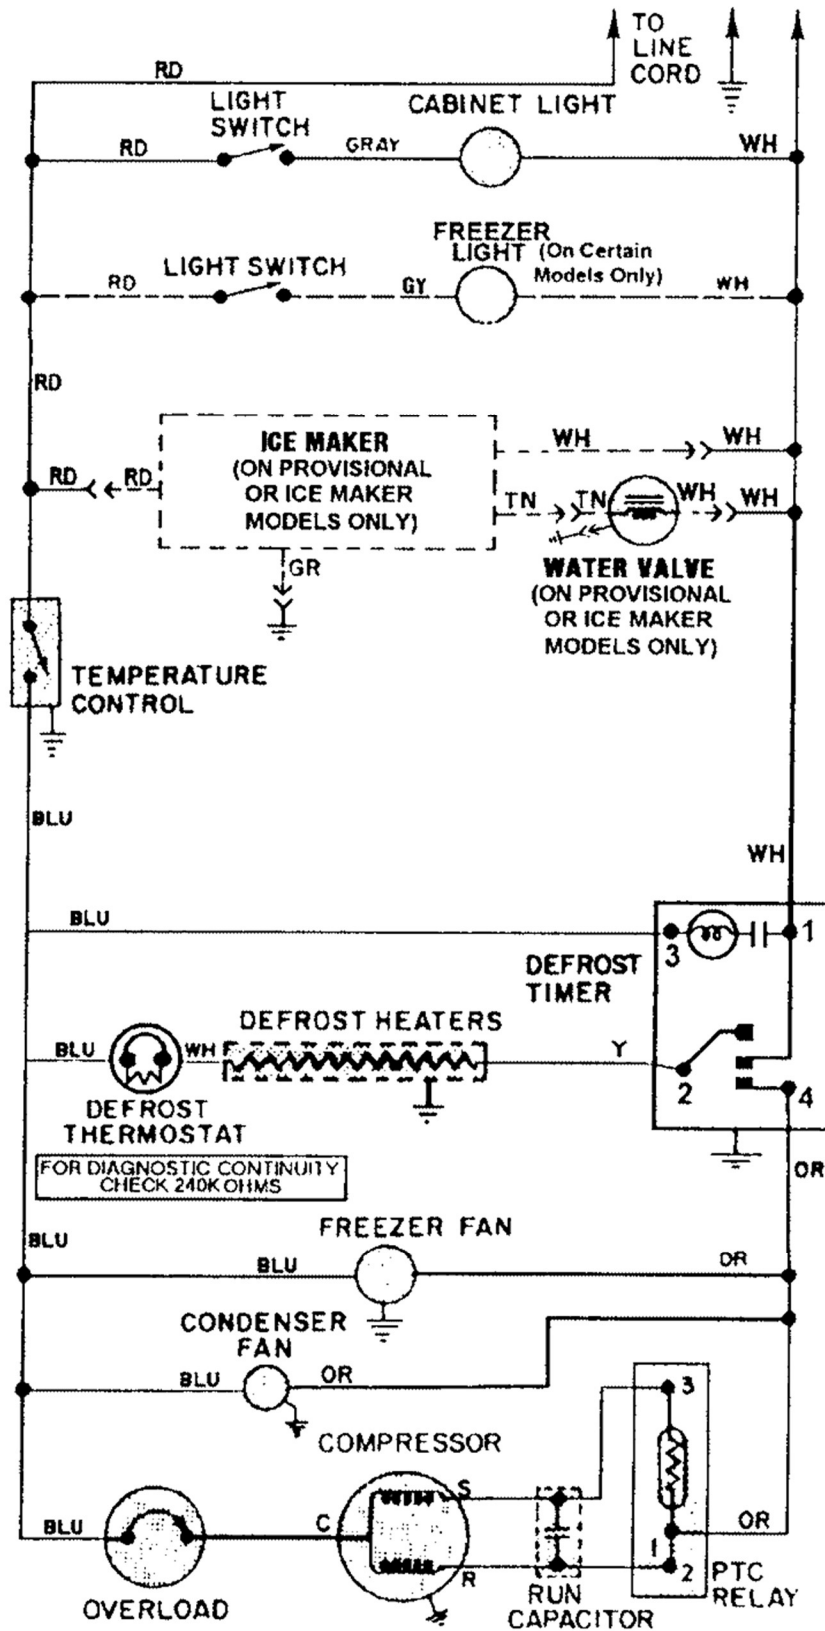 TO
LINE
CORD
RD
LIGHT
SWITCH
CABINET LIGHT
RD
GRAY
WH
FREEZER
LIGHT (On Certain
Models Only)
LIGHT SWITCH
RD
GY
WH
RD
ICE MAKER
(ON PROVISIONAL
OR ICE MAKER
MODELS ONLY)
WH
WH
RD
RD
TN
TN
WH
WH
GR
WATER VALVE
(ON PROVISIONAL
OR ICE MAKER
MODELS ONLY)
TEMPERATURE
CONTROL
BLU
WH
BLU
3
1
DEFROST
TIMER
DEFROST HEATERS
BLU
WH
Y
2
4
DEFROST
THERMOSTAT
FOR DIAGNOSTIC CONTINUITY
CHECK 240K OHMS
OR
BLU
FREEZER FAN
BLU
OR
CONDENSER
FAN
BLU
OR
3
COMPRESSOR
S
BLU
C
OR
1
R
2
PTC
RELAY
RUN
CAPACITOR
OVERLOAD